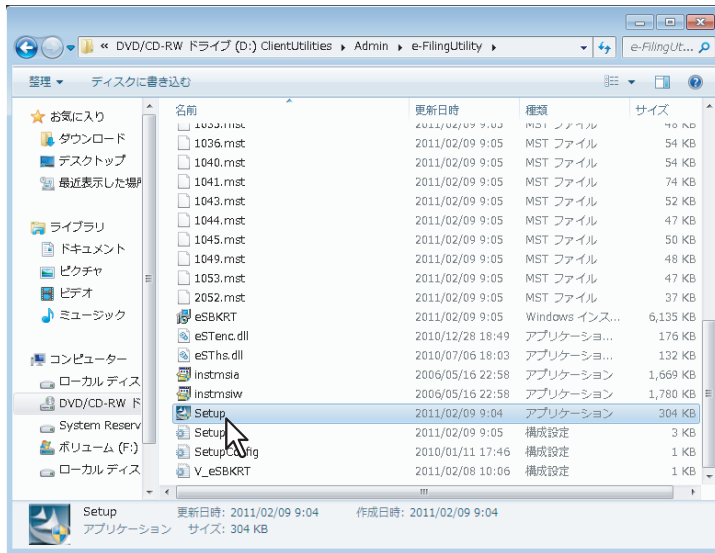 « DVD/CD-RW ドライブ (D:) ClientUtilities ▸ Admin ▸ e-FilingUtility ▸ e-FilingUt...
整理 ▼ ディスクに書き込む
お気に入り
ダウンロード
デスクトップ
最近表示した場
ライブラリ
ドキュメント
ピクチャ
ビデオ
ミュージック
コンピューター
ローカル ディス
DVD/CD-RW ド
System Reserv
ボリューム (F:)
ローカル ディス
名前 更新日時 種類 サイズ
1033.mst 2011/02/09 9:05 MST ファイル 48 KB
1036.mst 2011/02/09 9:05 MST ファイル 54 KB
1040.mst 2011/02/09 9:05 MST ファイル 54 KB
1041.mst 2011/02/09 9:05 MST ファイル 74 KB
1043.mst 2011/02/09 9:05 MST ファイル 52 KB
1044.mst 2011/02/09 9:05 MST ファイル 47 KB
1045.mst 2011/02/09 9:05 MST ファイル 50 KB
1049.mst 2011/02/09 9:05 MST ファイル 48 KB
1053.mst 2011/02/09 9:05 MST ファイル 47 KB
2052.mst 2011/02/09 9:05 MST ファイル 37 KB
eSBKRT 2011/02/09 9:05 Windows インス... 6,135 KB
eSTenc.dll 2010/12/28 18:49 アプリケーショ... 176 KB
eSThs.dll 2010/07/06 18:03 アプリケーショ... 132 KB
instmsia 2006/05/16 22:58 アプリケーション 1,669 KB
instmsiw 2006/05/16 22:58 アプリケーション 1,780 KB
Setup 2011/02/09 9:04 アプリケーション 304 KB
Setup 2011/02/09 9:05 構成設定 3 KB
SetupConfig 2010/01/11 17:46 構成設定 1 KB
V_eSBKRT 2011/02/08 10:06 構成設定 1 KB
Setup 更新日時: 2011/02/09 9:04 作成日時: 2011/02/09 9:04
アプリケーション サイズ: 304 KB